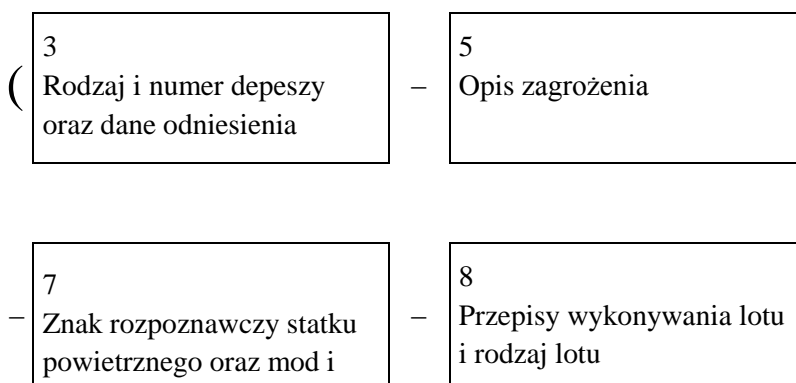 3
Rodzaj i numer depeszy
oraz dane odniesienia
(
–
5
Opis zagrożenia
–
7
Znak rozpoznawczy statku
powietrznego oraz mod i
–
8
Przepisy wykonywania lotu
i rodzaj lotu